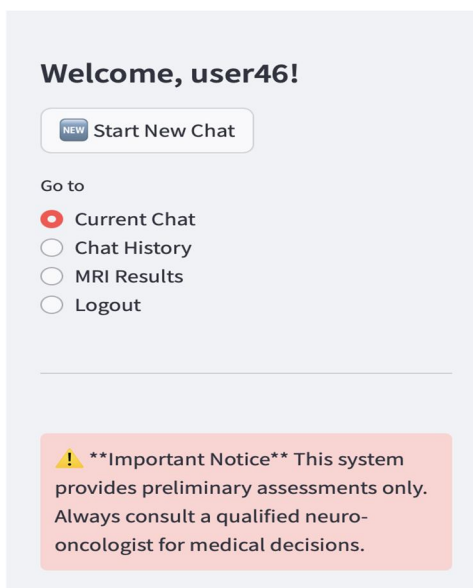 Welcome, user46!
NEW Start New Chat
Go to
Current Chat
Chat History
MRI Results
Logout
⚠️ **Important Notice** This system
provides preliminary assessments only.
Always consult a qualified neuro-
oncologist for medical decisions.